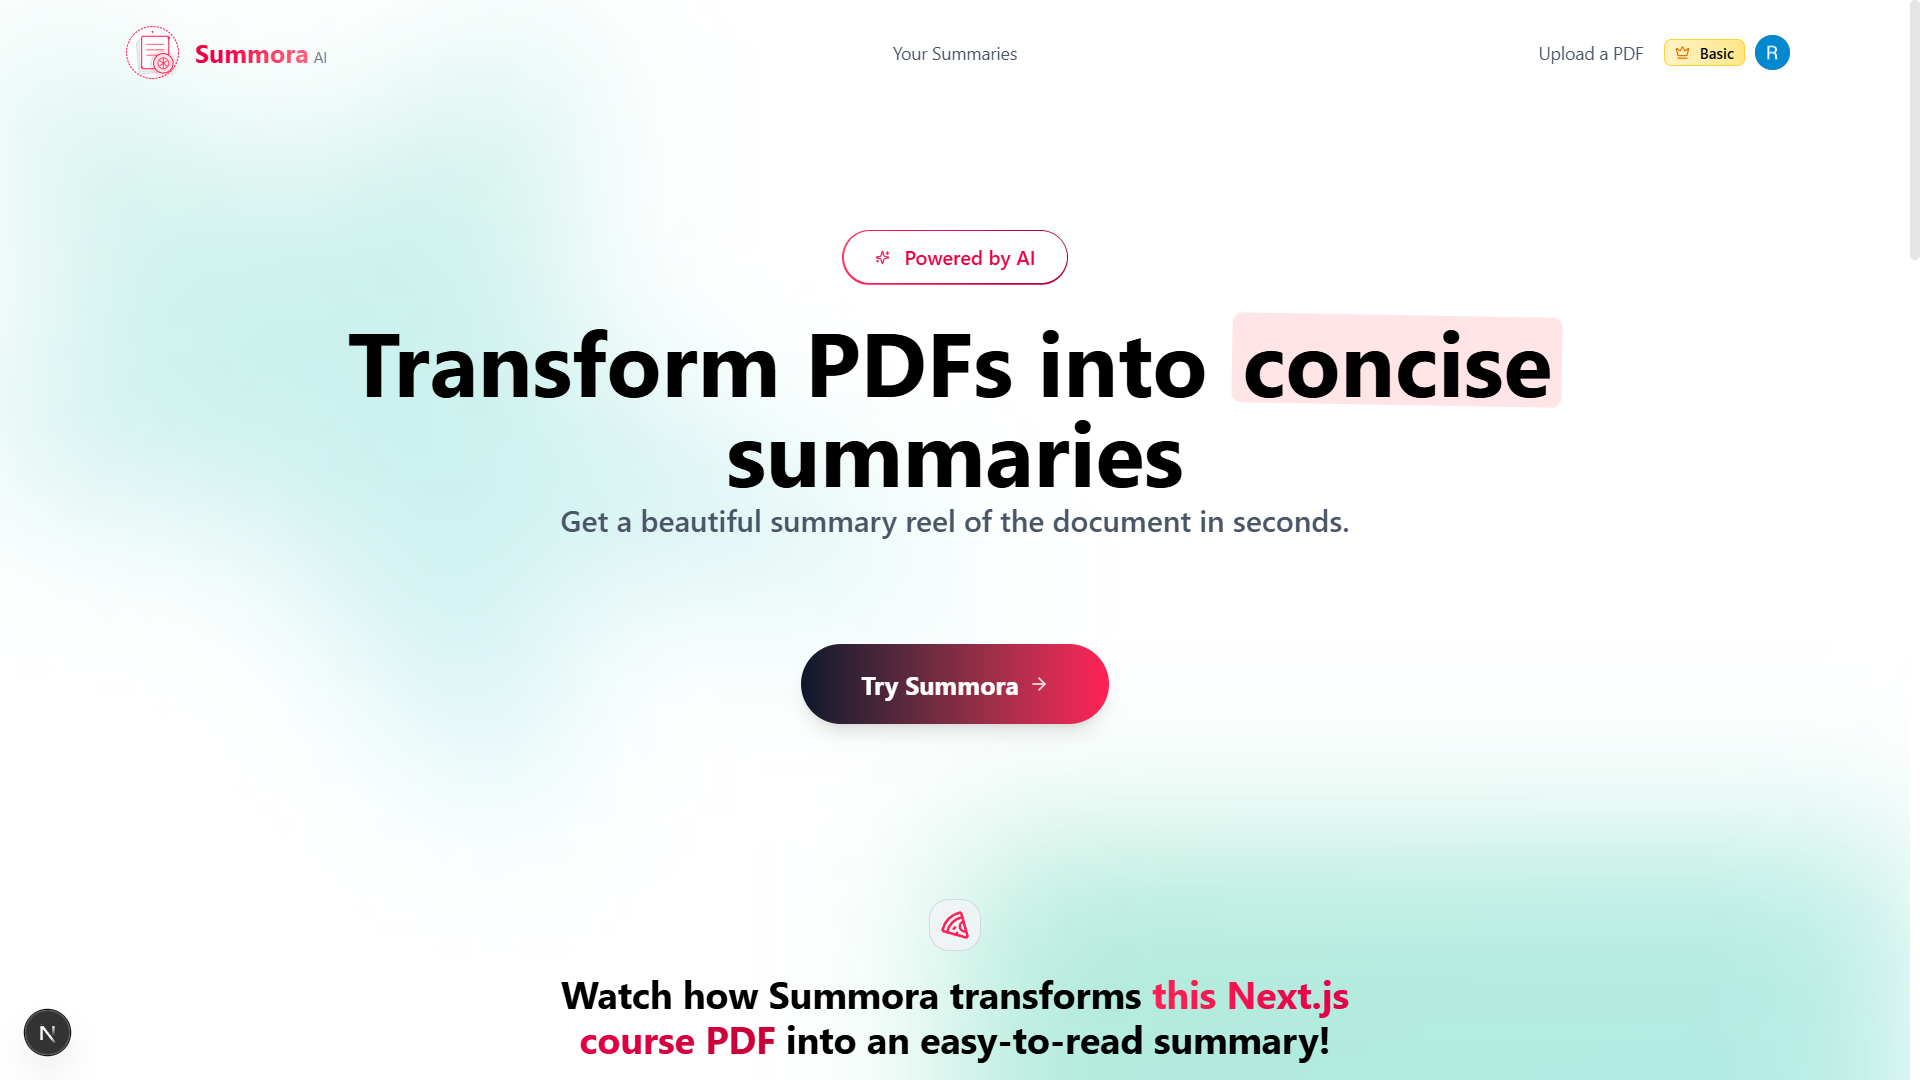 Summora AI
Your Summaries
Upload a PDF
Basic
R
Powered by AI
Transform PDFs into concise
summaries
Get a beautiful summary reel of the document in seconds.
Try Summora →
Watch how Summora transforms this Next.js
course PDF into an easy-to-read summary!
N